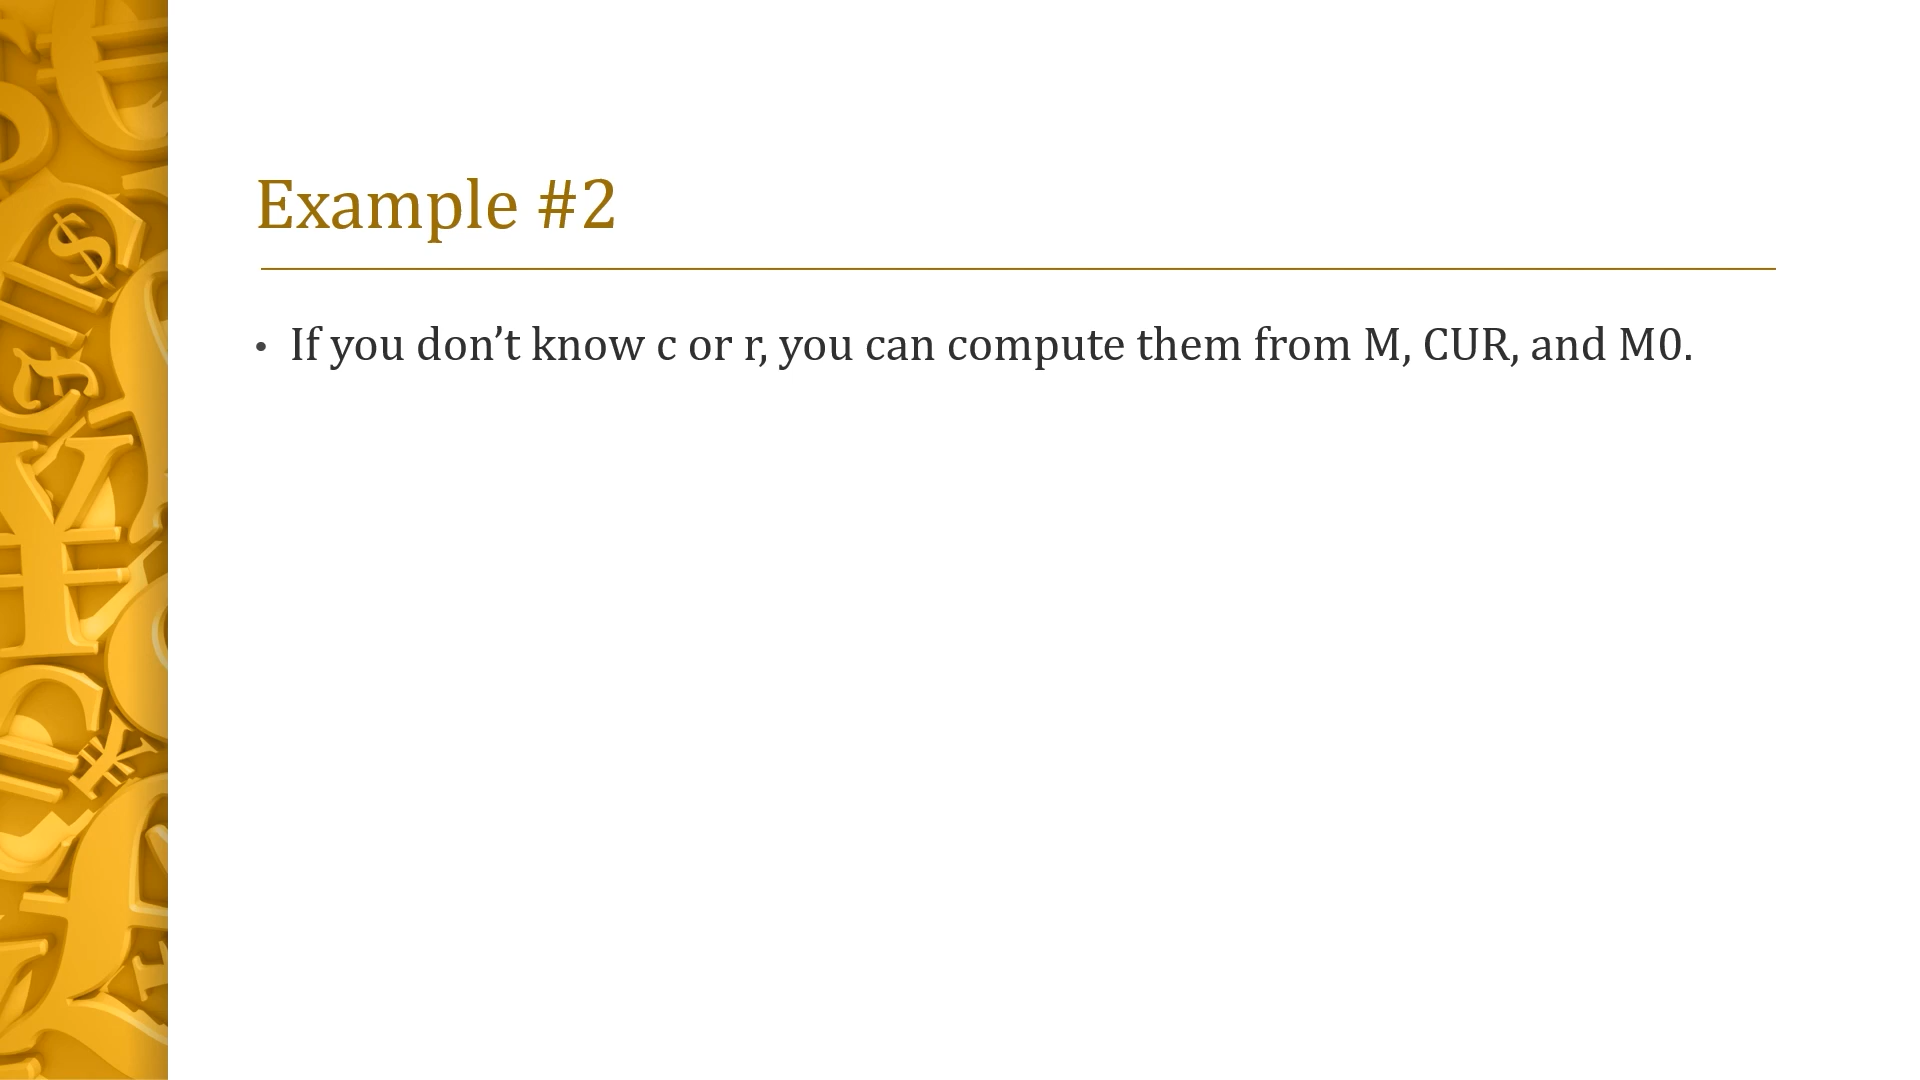 Example #2
• If you don’t know c or r, you can compute them from M, CUR, and M0.